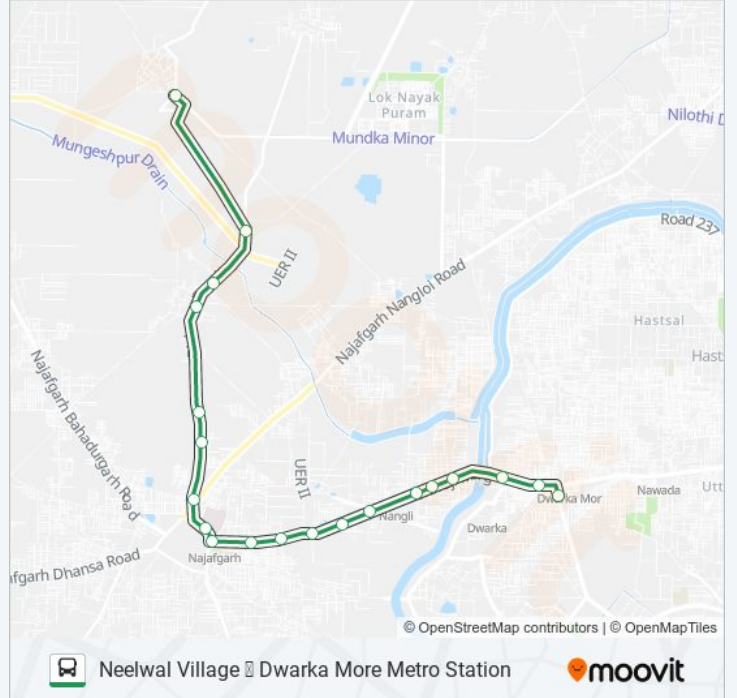 Lok Nayak
Puram
Nilothi D
Mundka Minor
Mungeshpur Drain
Road 237
UER II
Najafgarh Nangloi Road
Hastsal
Hast
Najafgarh Bahadurgarh Road
UER II
Nawada
Utt
Dwarka Mor
Nangli
Dwarka
Najafgarh
afgarh Dhansa Road
© OpenStreetMap contributors | © OpenMapTiles
Neelwal Village Dwarka More Metro Station
moovit